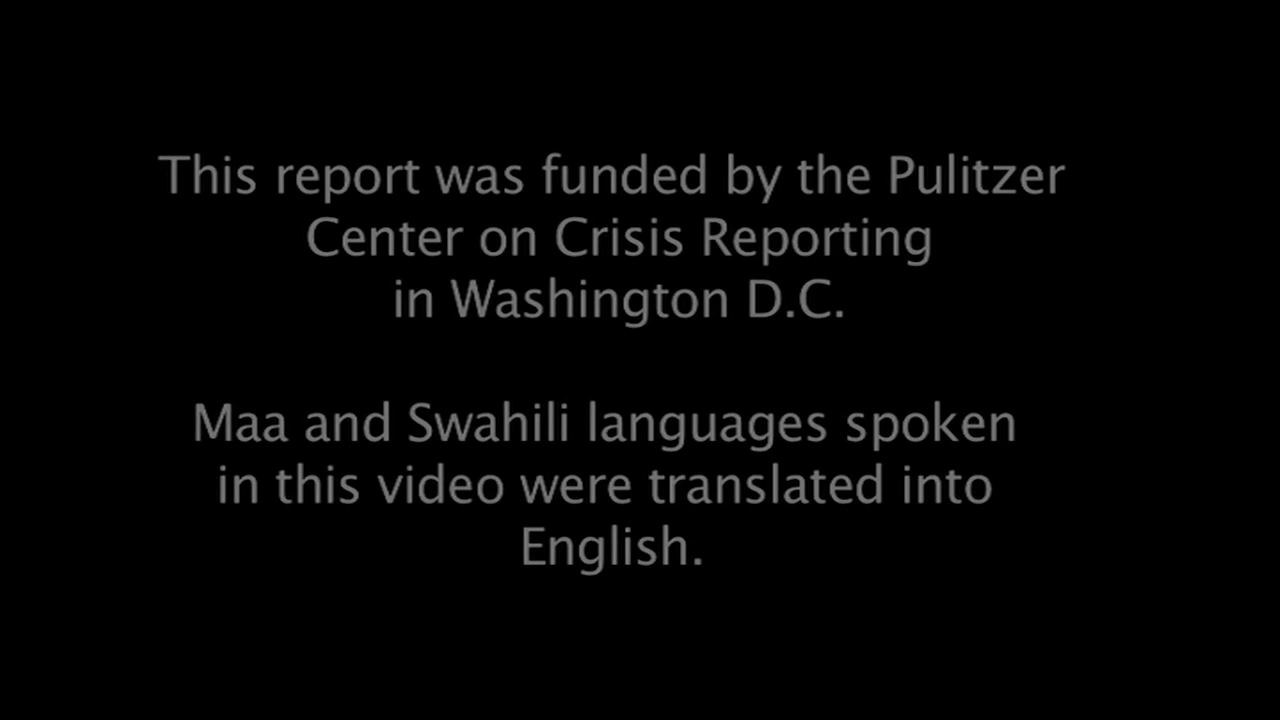 This report was funded by the Pulitzer
Center on Crisis Reporting
in Washington D.C.
Maa and Swahili languages spoken
in this video were translated into
English.